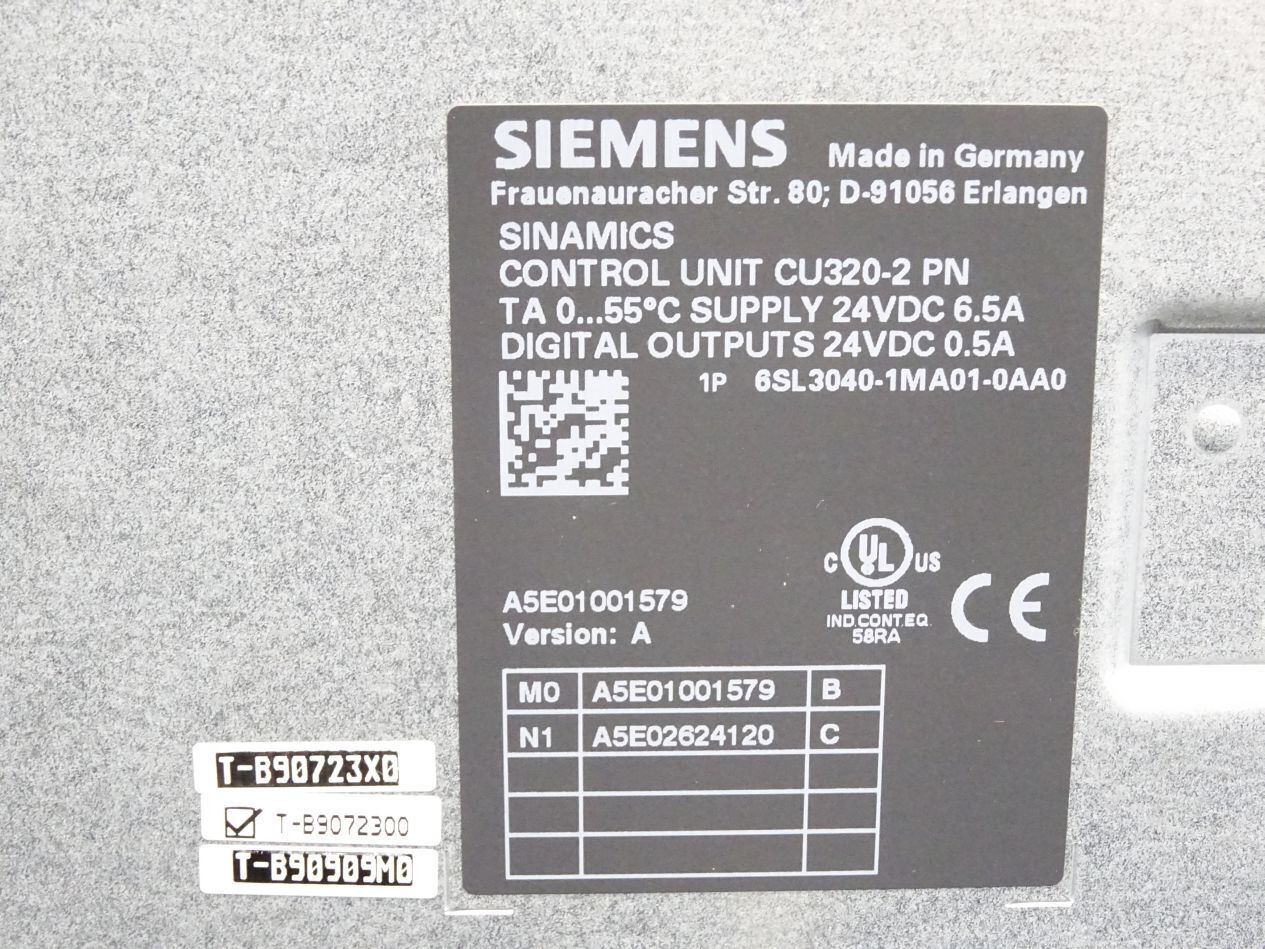 SIEMENS Made in Germany
Frauenauracher Str. 80; D-91056 Erlangen
SINAMICS
CONTROL UNIT CU320-2 PN
TA 0...55°C SUPPLY 24VDC 6.5A
DIGITAL OUTPUTS 24VDC 0.5A
1P 6SL3040-1MA01-0AA0
C UL US
LISTED
IND.CONT.EQ.
58RA
CE
A5E01001579
Version: A
M0 A5E01001579 B
N1 A5E02624120 C
T-B90723X0
T-B9072300
T-B90909M0